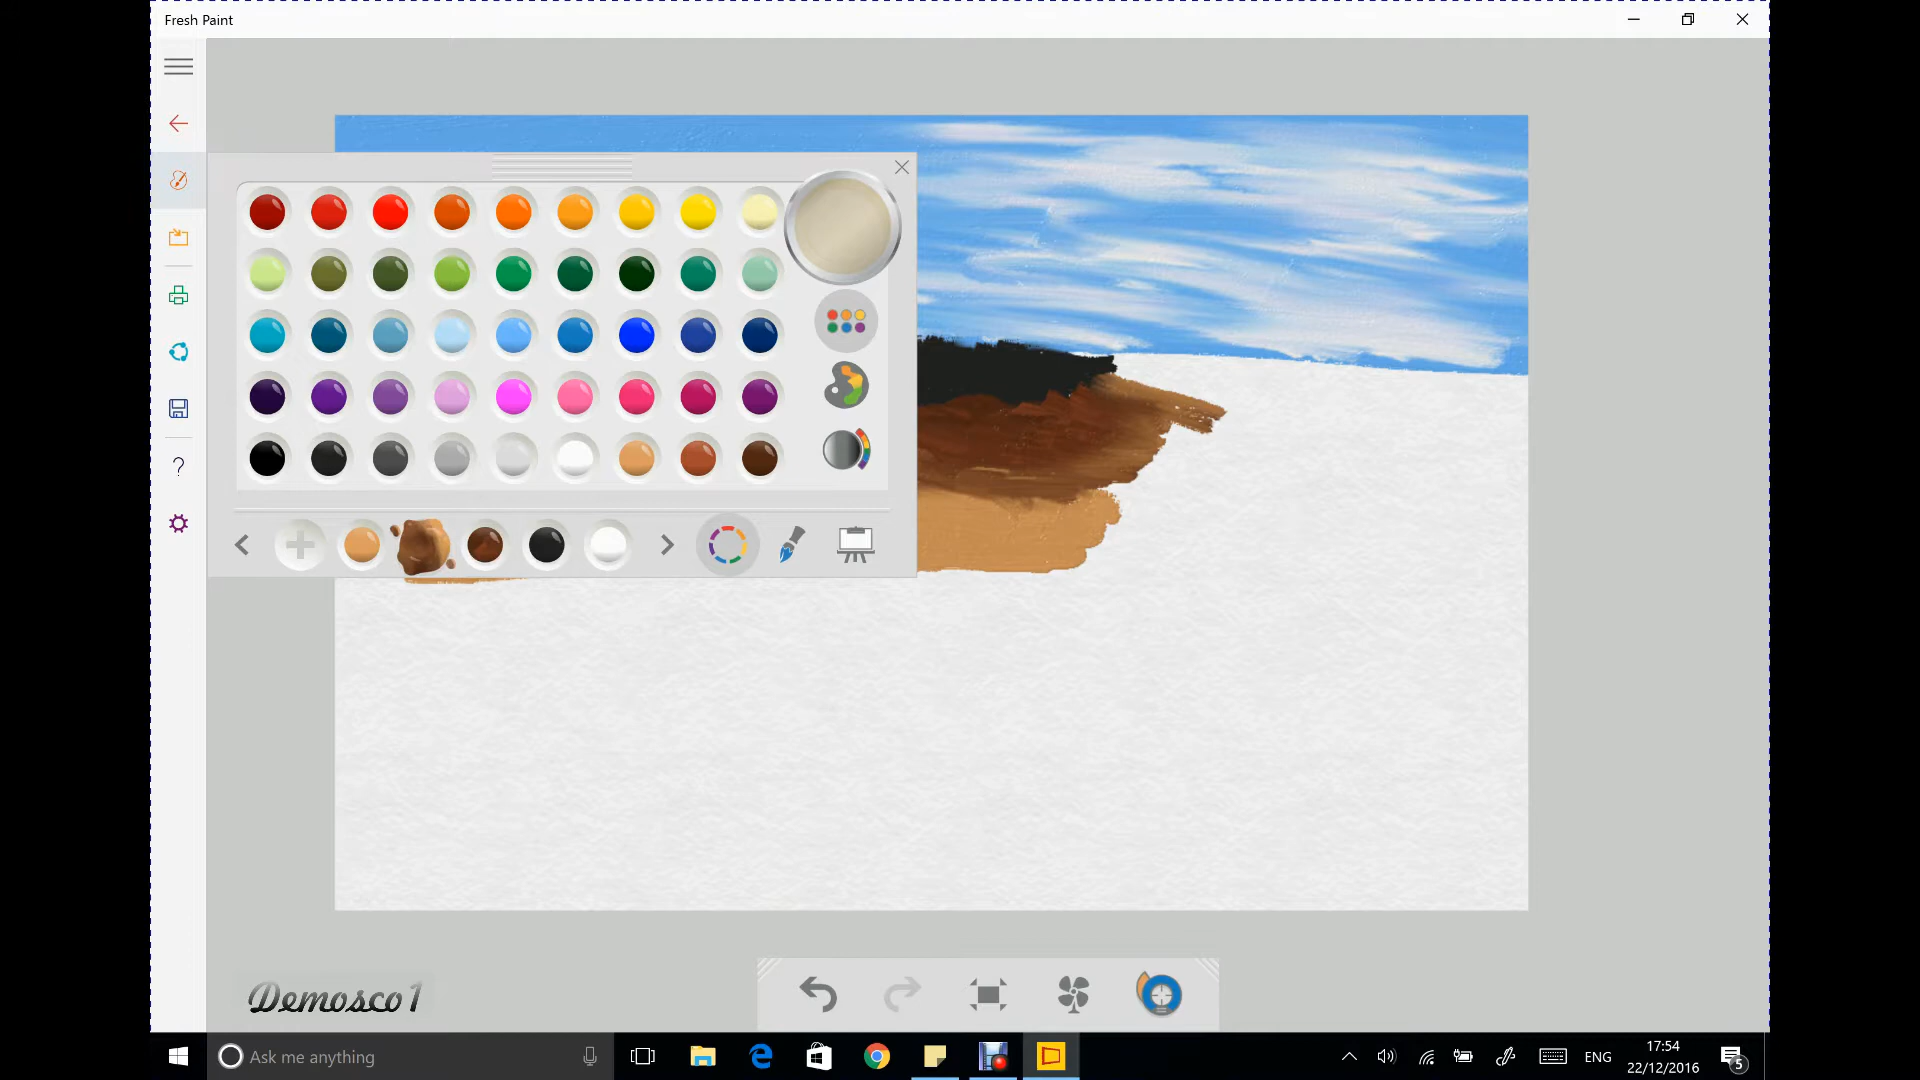 Fresh Paint
?
Demosco1
Ask me anything
ENG
17:54
22/12/2016
5